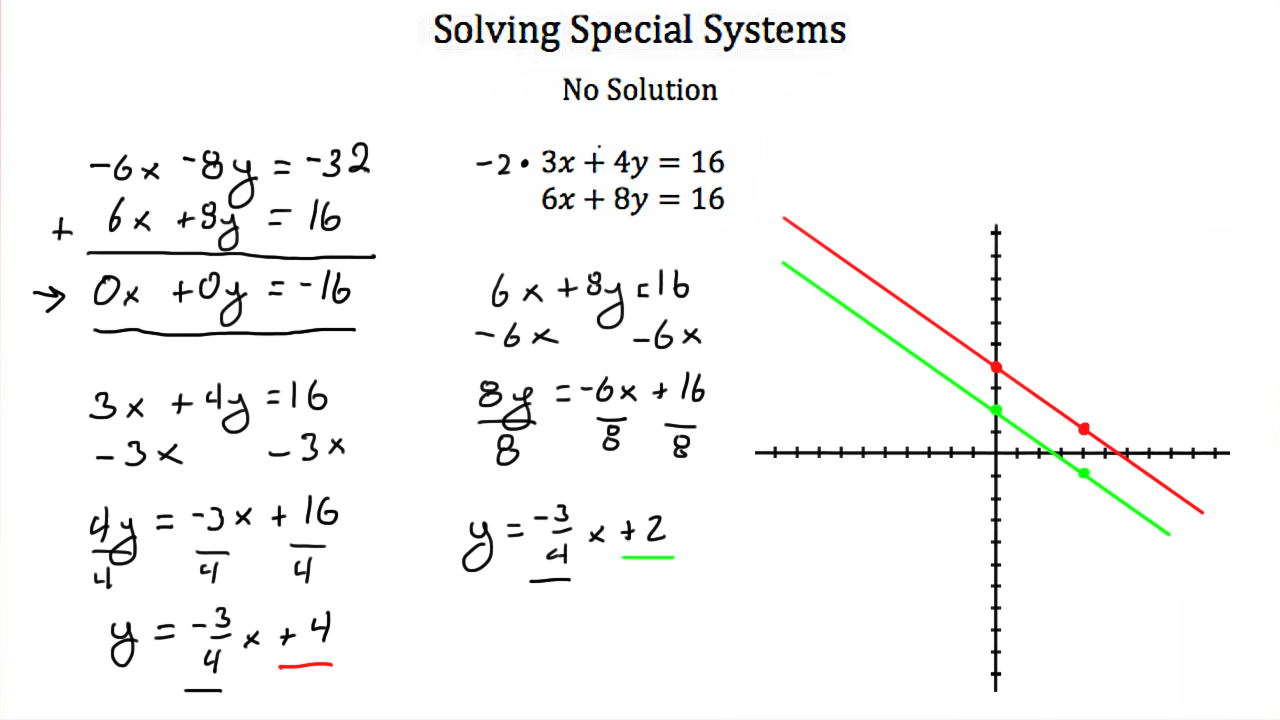 Solving Special Systems
No Solution
-2 • 3x + 4y = 16
6x + 8y = 16
-6x -8y = -32
+ 6x +8y = 16
→ 0x +0y = -16
3x + 4y = 16
-3x -3x
4y = -3x + 16
4 4 4
y = -3/4 x + 4
6x + 8y = 16
-6x -6x
8y = -6x + 16
8 8 8
y = -3/4 x + 2